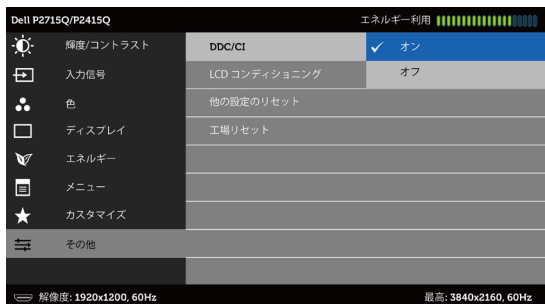 Dell P2715Q/P2415Q
エネルギー利用
輝度/コントラスト
DDC/CI
オン
入力信号
LCD コンディショニング
オフ
色
他の設定のリセット
ディスプレイ
工場リセット
エネルギー
メニュー
カスタマイズ
その他
解像度: 1920x1200, 60Hz
最高: 3840x2160, 60Hz